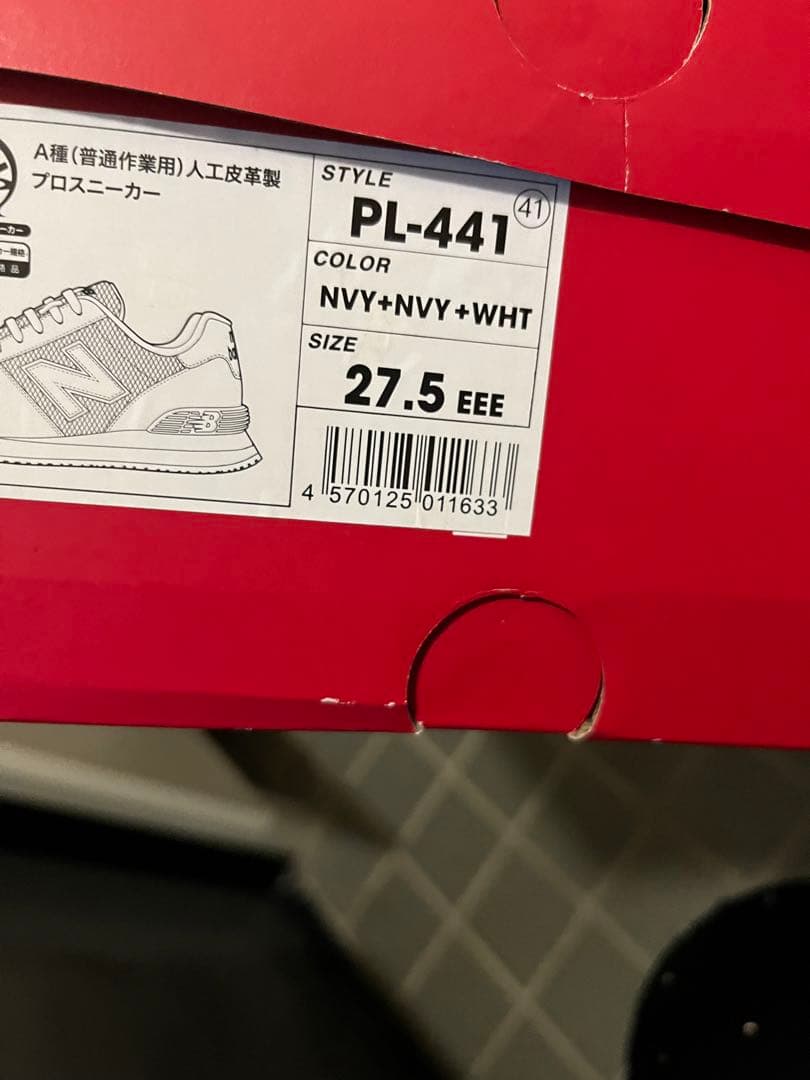 A種(普通作業用)人工皮革製
プロスニーカー
STYLE
PL-441
41
COLOR
NVY+NVY+WHT
SIZE
27.5 EEE
4 570125 011633